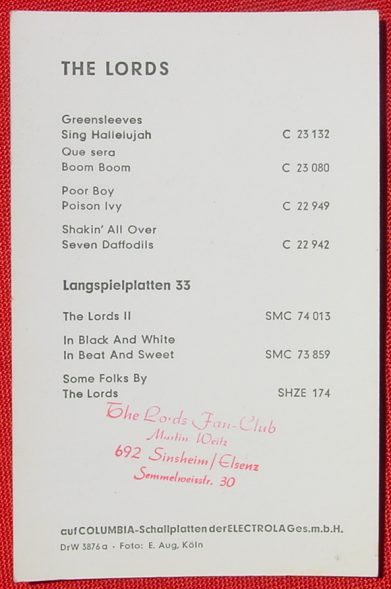 THE LORDS
Greensleeves
Sing Hallelujah C 23 132
Que sera
Boom Boom C 23 080
Poor Boy
Poison Ivy C 22 949
Shakin' All Over
Seven Daffodils C 22 942
Langspielplatten 33
The Lords II SMC 74 013
In Black And White
In Beat And Sweet SMC 73 859
Some Folks By
The Lords SHZE 174
The Lords Fan-Club
Martin Weitz
692 Sinsheim/Elsenz
Semmelweisstr. 30
auf COLUMBIA-Schallplatten der ELECTROLA Ges.m.b.H.
DrW 3876 a · Foto: E. Aug, Köln